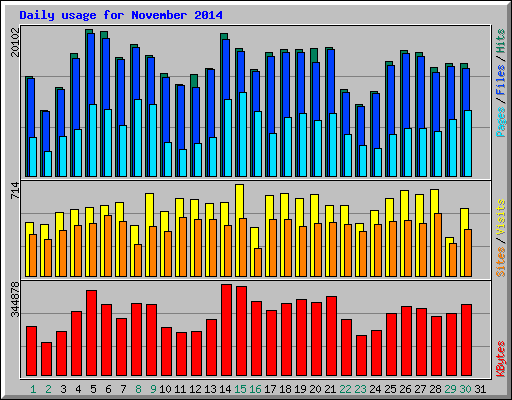 Daily usage for November 2014
20102
Pages / Files / Hits
714
Sites / Visits
344878
KBytes
1 2 3 4 5 6 7 8 9 10 11 12 13 14 15 16 17 18 19 20 21 22 23 24 25 26 27 28 29 30 31